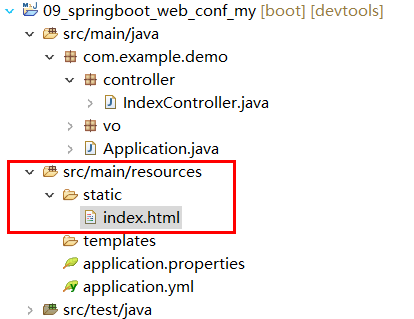 09_springboot_web_conf_my [boot] [devtools]
src/main/java
com.example.demo
controller
IndexController.java
vo
Application.java
src/main/resources
static
index.html
templates
application.properties
application.yml
src/test/java